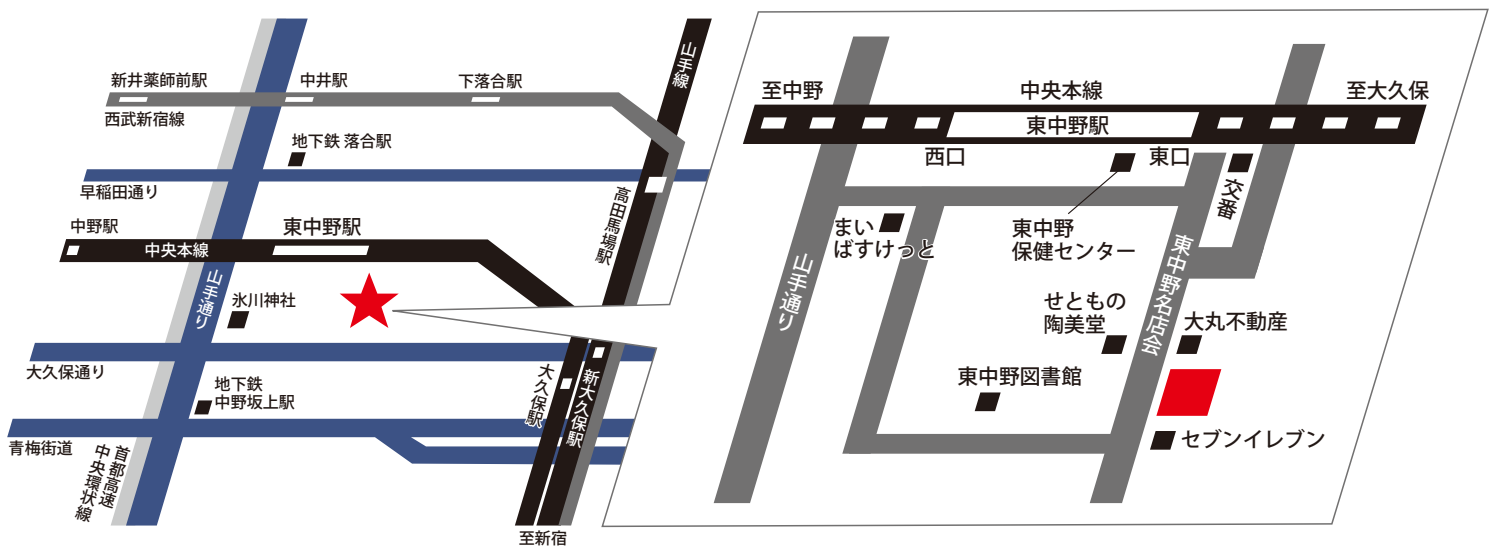 新井薬師前駅
中井駅
下落合駅
西武新宿線
山手線
地下鉄 落合駅
早稲田通り
高田馬場駅
中野駅
東中野駅
中央本線
山手通り
氷川神社
大久保通り
地下鉄
中野坂上駅
大久保駅
新大久保駅
青梅街道
首都高速
中央環状線
至新宿
至中野
中央本線
至大久保
東中野駅
西口
東口
交番
まい
ばすけっと
東中野
保健センター
山手通り
東中野名店会
せともの
陶美堂
大丸不動産
東中野図書館
セブンイレブン